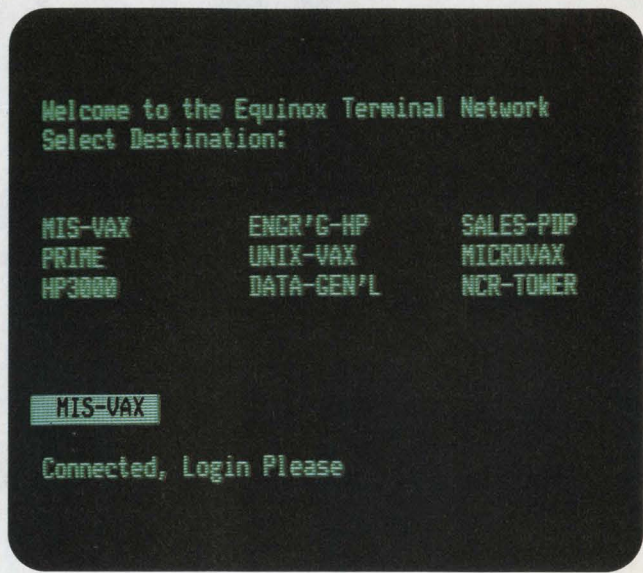 Welcome to the Equinox Terminal Network
Select Destination:
MIS-VAX ENGR'G-HP SALES-PDP
PRIME UNIX-VAX MICROVAX
HP3000 DATA-GEN'L NCR-TOWER
MIS-VAX
Connected, Login Please